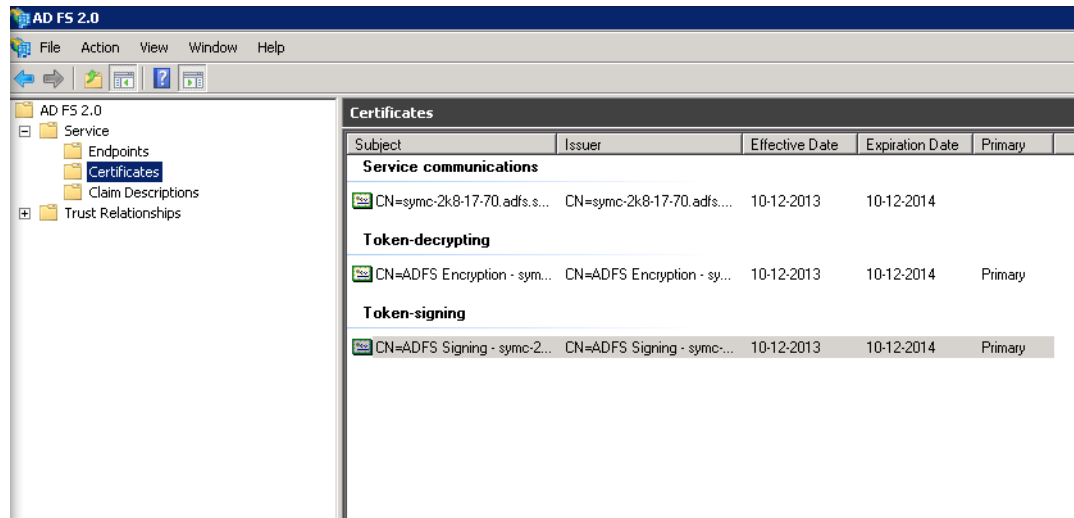 AD FS 2.0
File Action View Window Help
AD FS 2.0
Service
Endpoints
Certificates
Claim Descriptions
Trust Relationships
Certificates
Subject Issuer Effective Date Expiration Date Primary
Service communications
CN=symc-2k8-17-70.adfs.s... CN=symc-2k8-17-70.adfs.... 10-12-2013 10-12-2014
Token-decrypting
CN=ADFS Encryption - sym... CN=ADFS Encryption - sy... 10-12-2013 10-12-2014 Primary
Token-signing
CN=ADFS Signing - symc-2... CN=ADFS Signing - symc-... 10-12-2013 10-12-2014 Primary